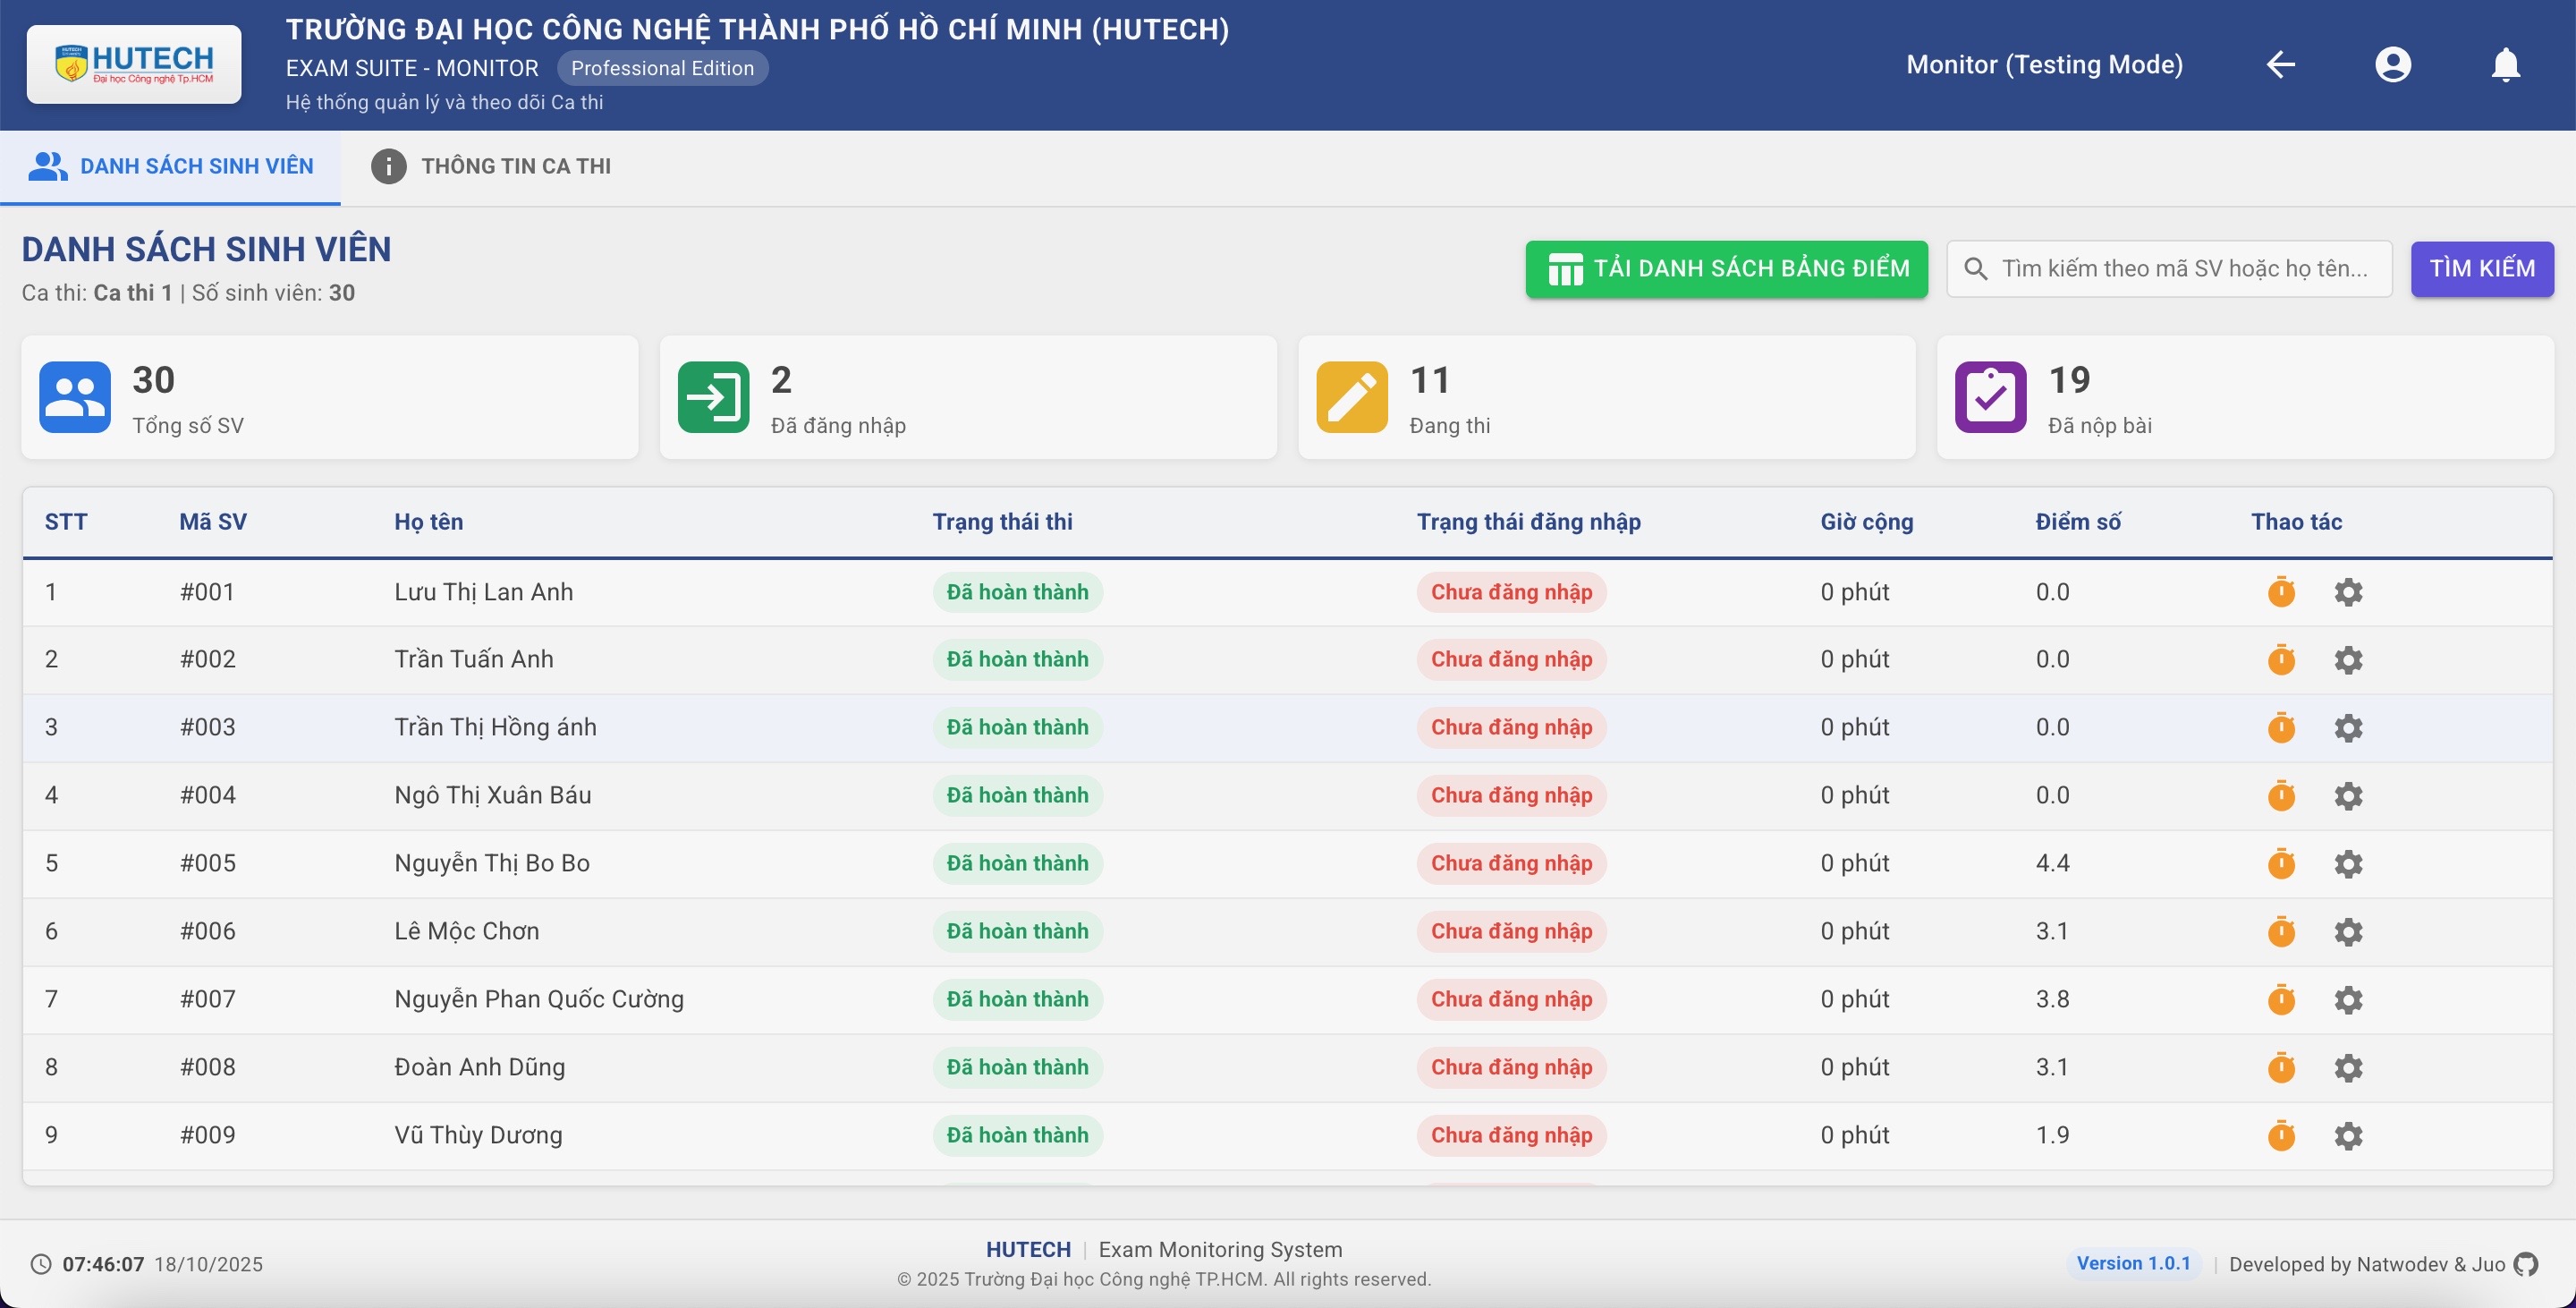 HUTECH
Đại học Công nghệ Tp.HCM
TRƯỜNG ĐẠI HỌC CÔNG NGHỆ THÀNH PHỐ HỒ CHÍ MINH (HUTECH)
EXAM SUITE - MONITOR Professional Edition
Hệ thống quản lý và theo dõi Ca thi
Monitor (Testing Mode)
DANH SÁCH SINH VIÊN THÔNG TIN CA THI
DANH SÁCH SINH VIÊN
Ca thi: Ca thi 1 | Số sinh viên: 30
TẢI DANH SÁCH BẢNG ĐIỂM Tìm kiếm theo mã SV hoặc họ tên... TÌM KIẾM
30
Tổng số SV
2
Đã đăng nhập
11
Đang thi
19
Đã nộp bài
STT Mã SV Họ tên Trạng thái thi Trạng thái đăng nhập Giờ cộng Điểm số Thao tác
1 #001 Lưu Thị Lan Anh Đã hoàn thành Chưa đăng nhập 0 phút 0.0
2 #002 Trần Tuấn Anh Đã hoàn thành Chưa đăng nhập 0 phút 0.0
3 #003 Trần Thị Hồng ánh Đã hoàn thành Chưa đăng nhập 0 phút 0.0
4 #004 Ngô Thị Xuân Báu Đã hoàn thành Chưa đăng nhập 0 phút 0.0
5 #005 Nguyễn Thị Bo Bo Đã hoàn thành Chưa đăng nhập 0 phút 4.4
6 #006 Lê Mộc Chơn Đã hoàn thành Chưa đăng nhập 0 phút 3.1
7 #007 Nguyễn Phan Quốc Cường Đã hoàn thành Chưa đăng nhập 0 phút 3.8
8 #008 Đoàn Anh Dũng Đã hoàn thành Chưa đăng nhập 0 phút 3.1
9 #009 Vũ Thùy Dương Đã hoàn thành Chưa đăng nhập 0 phút 1.9
07:46:07 18/10/2025
HUTECH | Exam Monitoring System
© 2025 Trường Đại học Công nghệ TP.HCM. All rights reserved.
Version 1.0.1 | Developed by Natwodev & Juo